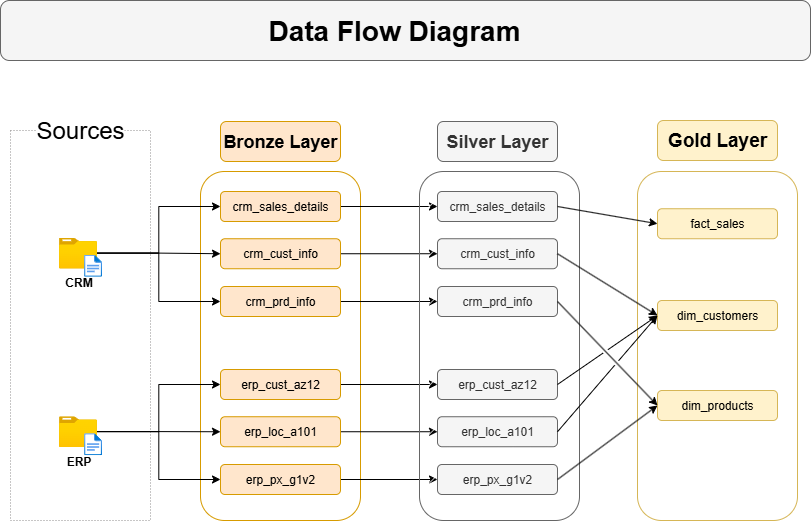 Data Flow Diagram
Sources
Bronze Layer
Silver Layer
Gold Layer
crm_sales_details
crm_sales_details
fact_sales
CRM
crm_cust_info
crm_cust_info
crm_prd_info
crm_prd_info
dim_customers
ERP
erp_cust_az12
erp_cust_az12
dim_products
erp_loc_a101
erp_loc_a101
erp_px_g1v2
erp_px_g1v2